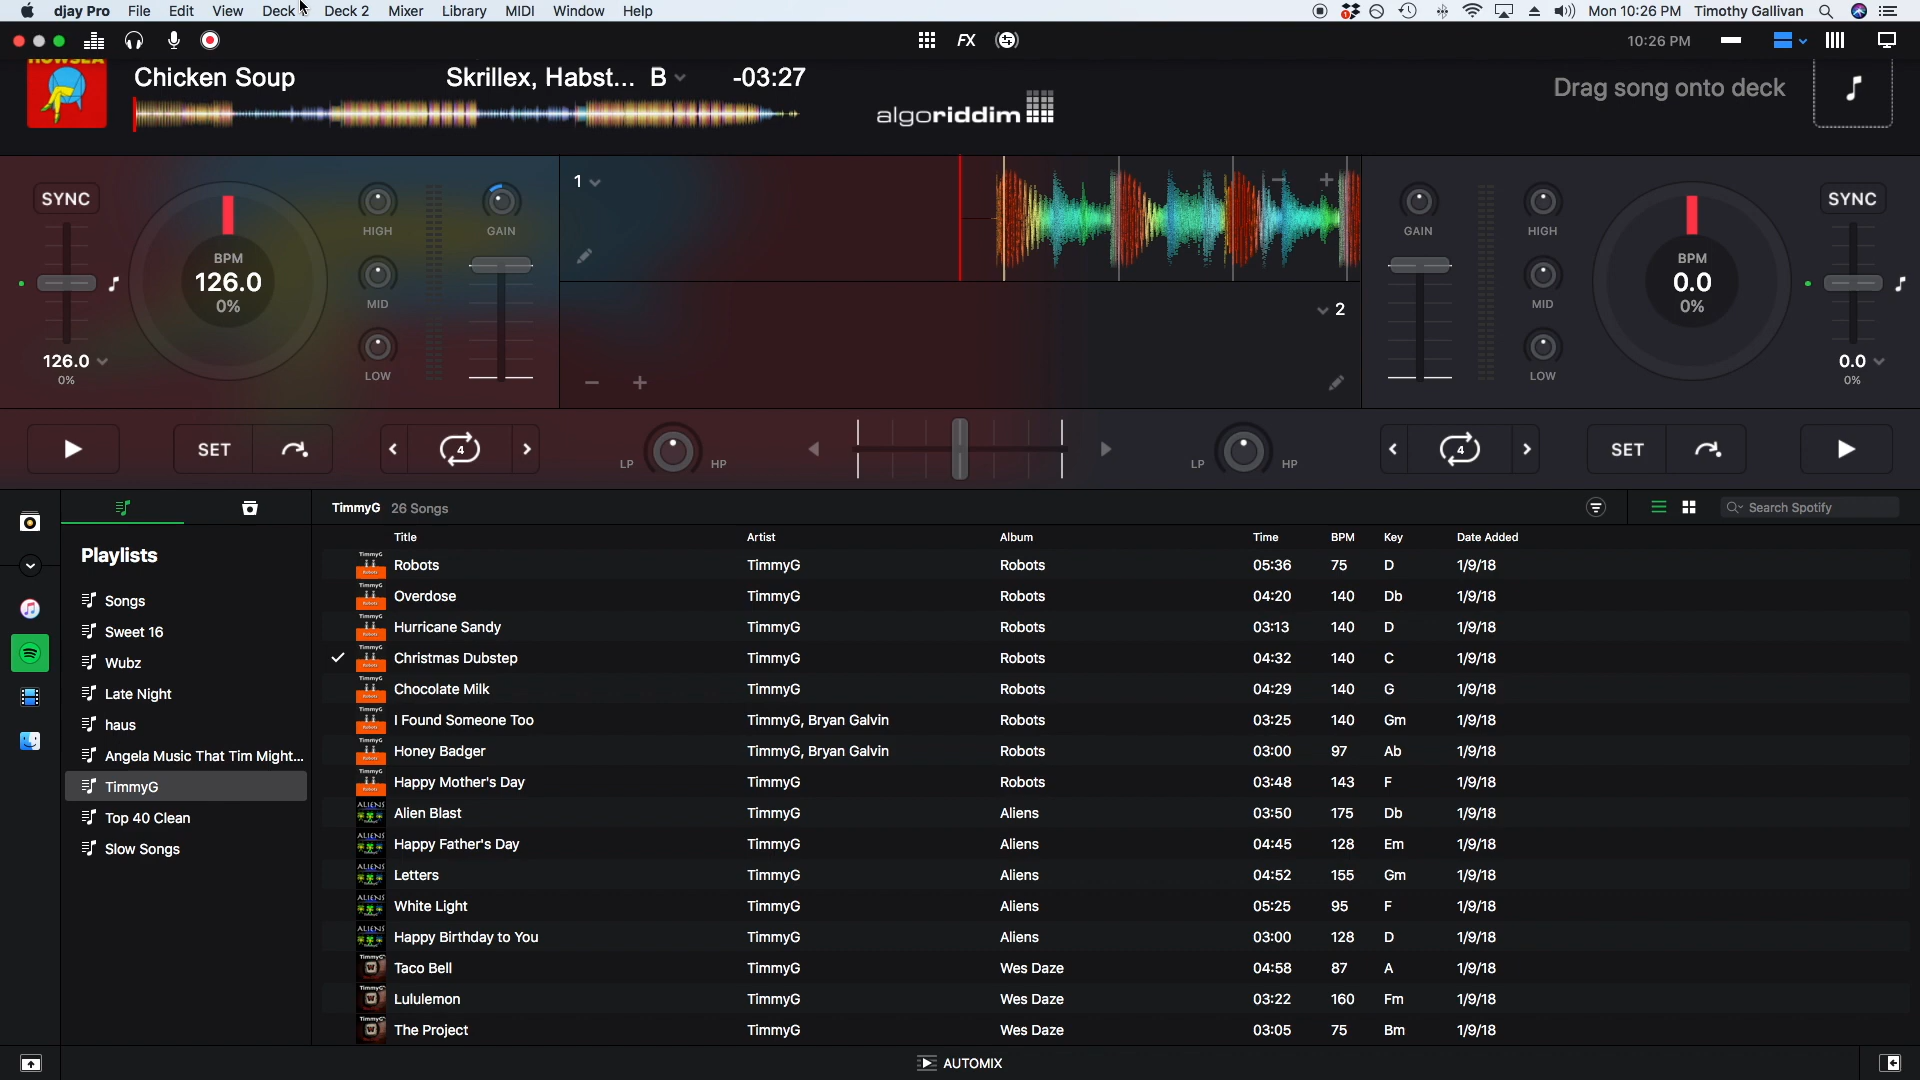 djay Pro File Edit View Deck Deck 2 Mixer Library MIDI Window Help Mon 10:26 PM Timothy Gallivan
FX 10:26 PM
Chicken Soup Skrillex, Habst... B -03:27
algoriddim
Drag song onto deck
SYNC HIGH GAIN 1 GAIN HIGH SYNC
BPM 126.0 0% MID BPM 0.0 0% MID
2
126.0 0% LOW LOW 0.0 0%
SET 4 LP HP LP HP 4 SET
TimmyG 26 Songs Search Spotify
Playlists
Songs
Sweet 16
Wubz
Late Night
haus
Angela Music That Tim Might...
TimmyG
Top 40 Clean
Slow Songs
Title Artist Album Time BPM Key Date Added
Robots TimmyG Robots 05:36 75 D 1/9/18
Overdose TimmyG Robots 04:20 140 Db 1/9/18
Hurricane Sandy TimmyG Robots 03:13 140 D 1/9/18
Christmas Dubstep TimmyG Robots 04:32 140 C 1/9/18
Chocolate Milk TimmyG Robots 04:29 140 G 1/9/18
I Found Someone Too TimmyG, Bryan Galvin Robots 03:25 140 Gm 1/9/18
Honey Badger TimmyG, Bryan Galvin Robots 03:00 97 Ab 1/9/18
Happy Mother's Day TimmyG Robots 03:48 143 F 1/9/18
Alien Blast TimmyG Aliens 03:50 175 Db 1/9/18
Happy Father's Day TimmyG Aliens 04:45 128 Em 1/9/18
Letters TimmyG Aliens 04:52 155 Gm 1/9/18
White Light TimmyG Aliens 05:25 95 F 1/9/18
Happy Birthday to You TimmyG Aliens 03:00 128 D 1/9/18
Taco Bell TimmyG Wes Daze 04:58 87 A 1/9/18
Lululemon TimmyG Wes Daze 03:22 160 Fm 1/9/18
The Project TimmyG Wes Daze 03:05 75 Bm 1/9/18
AUTOMIX